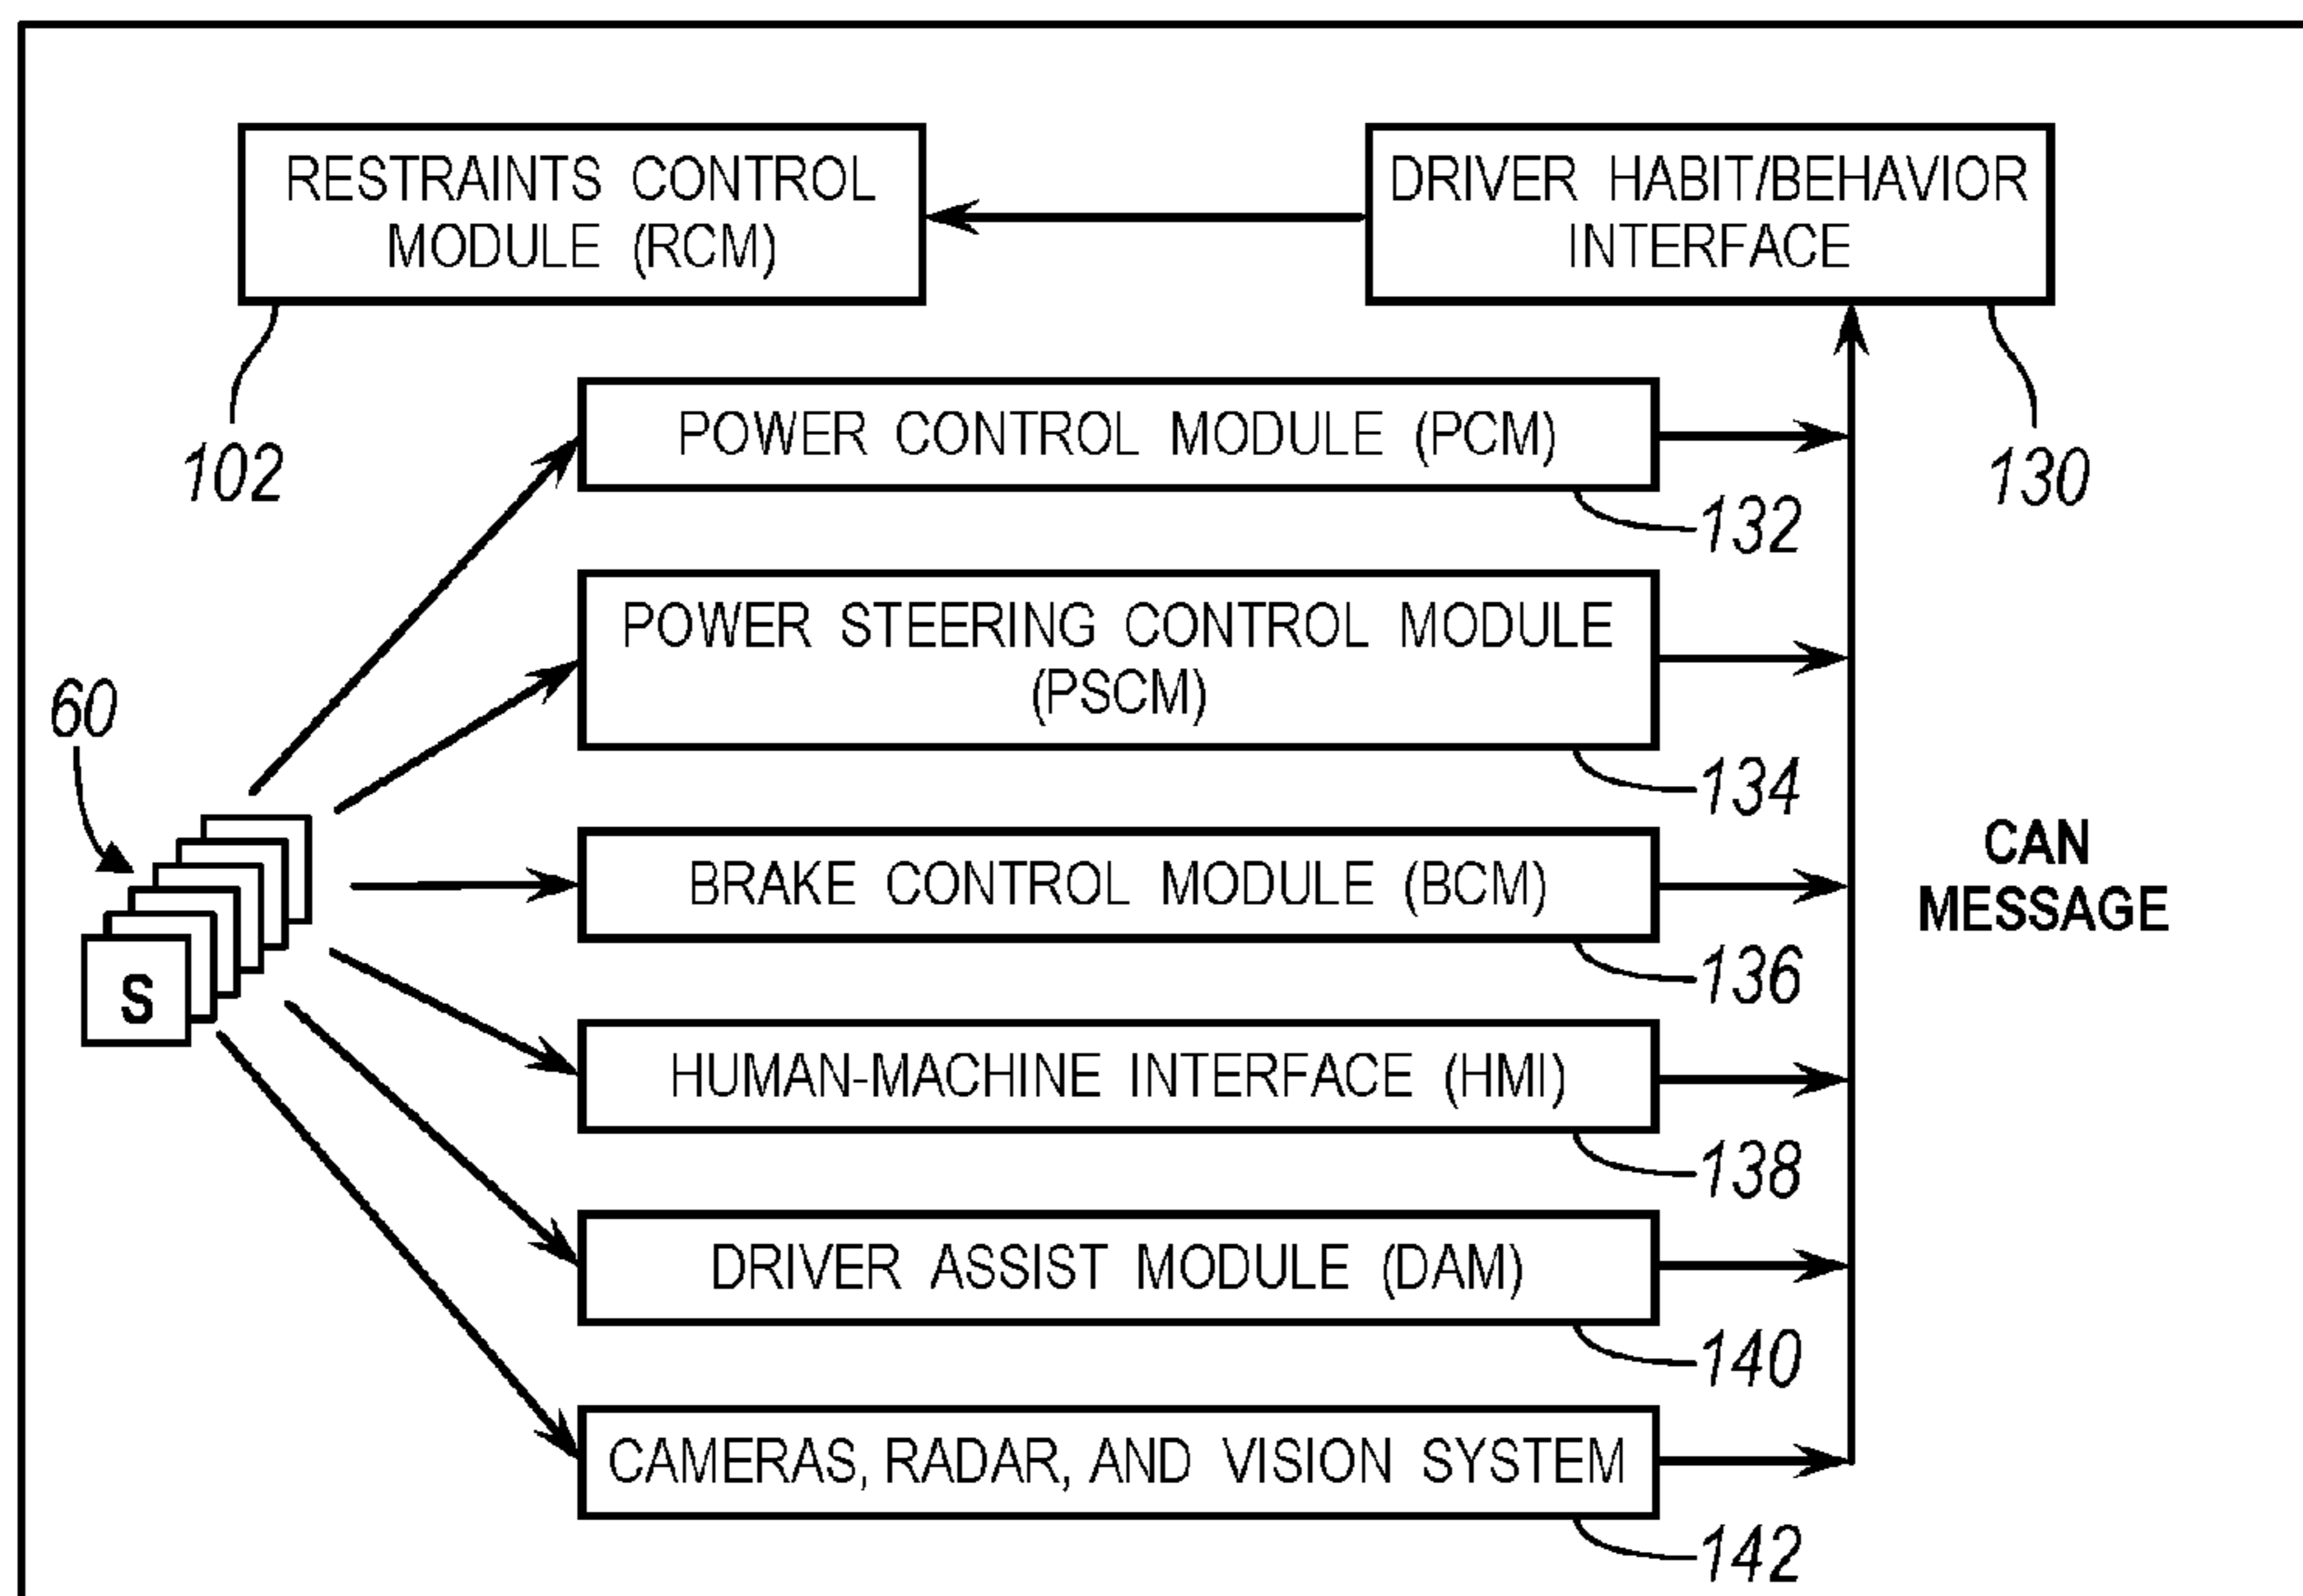 RESTRAINTS CONTROL
MODULE (RCM)
DRIVER HABIT/BEHAVIOR
INTERFACE
102
130
POWER CONTROL MODULE (PCM)
132
POWER STEERING CONTROL MODULE
(PSCM)
134
60
S
BRAKE CONTROL MODULE (BCM)
136
CAN
MESSAGE
HUMAN-MACHINE INTERFACE (HMI)
138
DRIVER ASSIST MODULE (DAM)
140
CAMERAS, RADAR, AND VISION SYSTEM
142